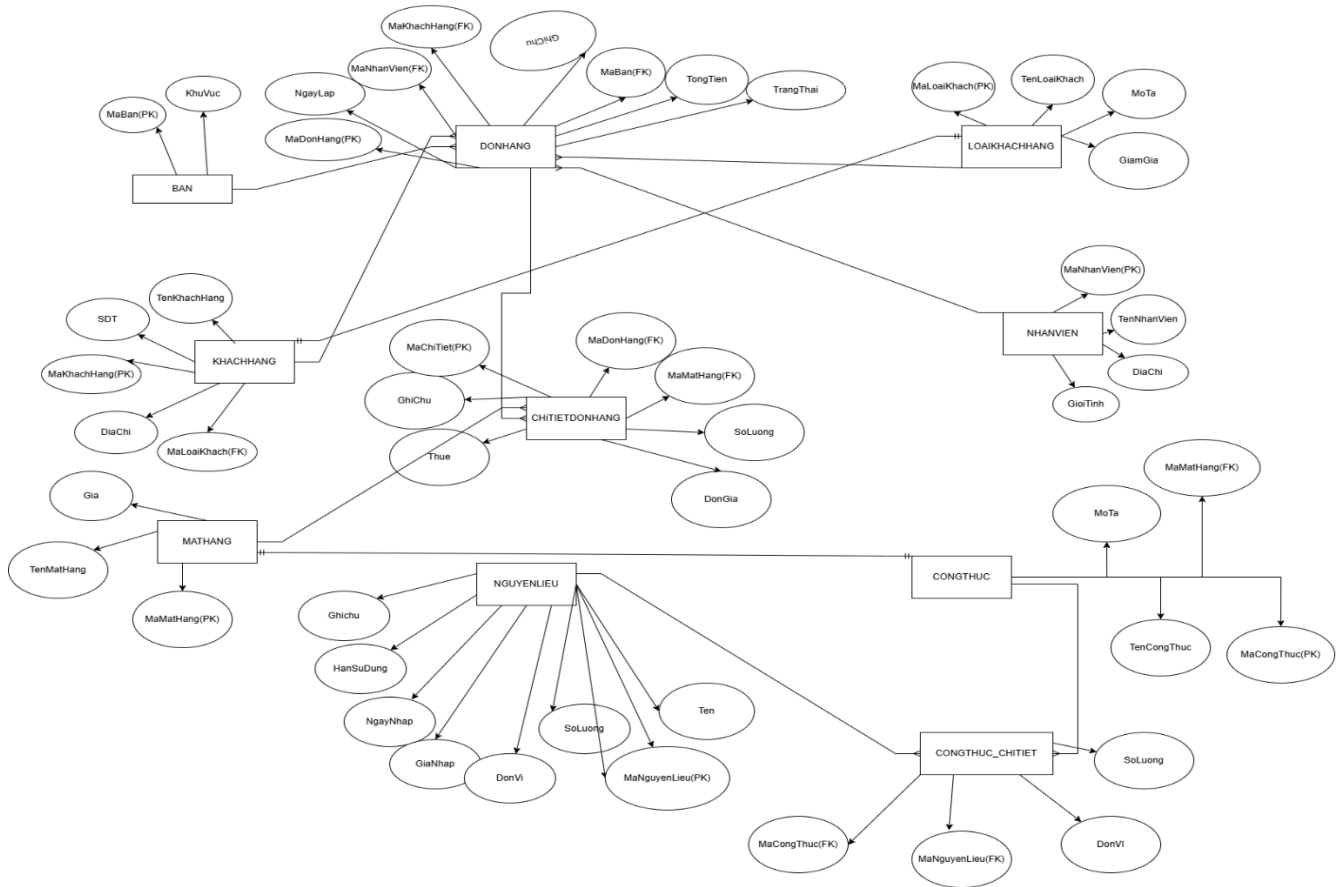 MaKhachHang(FK)
GhiChu
MaNhanVien(FK)
MaBan(FK)
TongTien
TrangThai
NgayLap
MaDonHang(PK)
DONHANG
KhuVuc
MaBan(PK)
BAN
MaLoaiKhach(PK)
TenLoaiKhach
MoTa
LOAIKHACHHANG
GiamGia
MaNhanVien(PK)
TenNhanVien
NHANVIEN
DiaChi
GioiTinh
TenKhachHang
SDT
KHACHHANG
MaKhachHang(PK)
DiaChi
MaLoaiKhach(FK)
MaChiTiet(PK)
MaDonHang(FK)
MaMatHang(FK)
GhiChu
CHITIETDONHANG
SoLuong
Thue
DonGia
Gia
MATHANG
TenMatHang
MaMatHang(PK)
MaMatHang(FK)
MoTa
CONGTHUC
TenCongThuc
MaCongThuc(PK)
NGUYENLIEU
Ghichu
HanSuDung
NgayNhap
GiaNhap
DonVi
SoLuong
MaNguyenLieu(PK)
Ten
CONGTHUC_CHITIET
SoLuong
MaCongThuc(FK)
MaNguyenLieu(FK)
DonVI